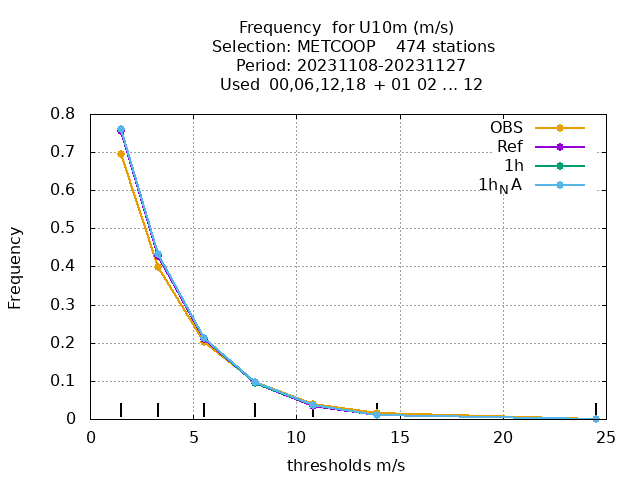 Frequency for U10m (m/s)
Selection: METCOOP 474 stations
Period: 20231108-20231127
Used 00,06,12,18 + 01 02 ... 12
OBS
Ref
1h
1h_NA
Frequency
0.8
0.7
0.6
0.5
0.4
0.3
0.2
0.1
0
0 5 10 15 20 25
thresholds m/s